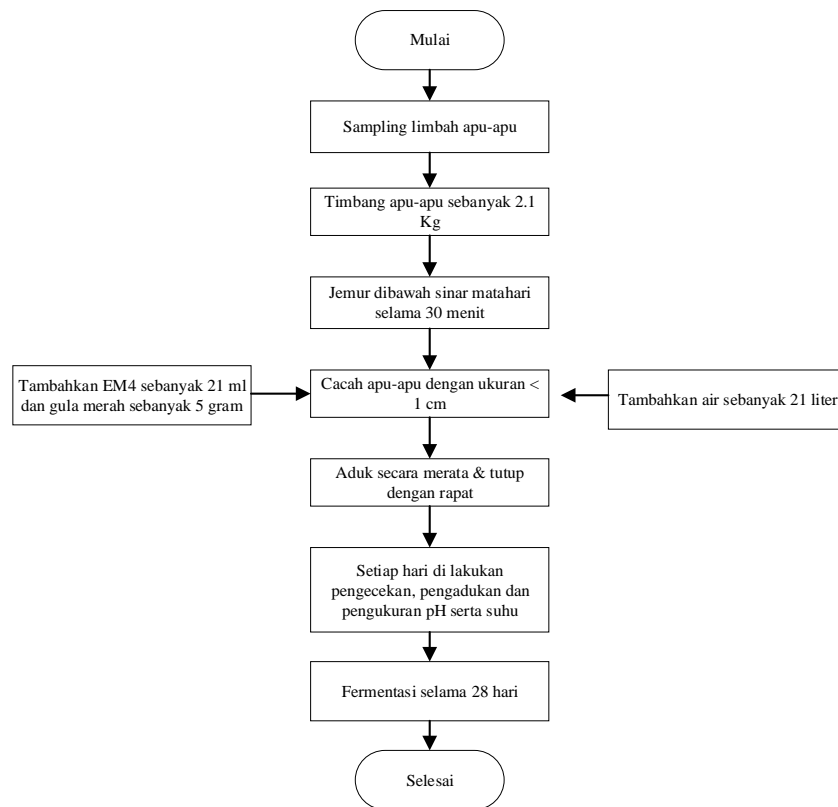 Mulai
Sampling limbah apu-apu
Timbang apu-apu sebanyak 2.1
Kg
Jemur dibawah sinar matahari
selama 30 menit
Tambahkan EM4 sebanyak 21 ml
dan gula merah sebanyak 5 gram
Cacah apu-apu dengan ukuran <
1 cm
Tambahkan air sebanyak 21 liter
Aduk secara merata & tutup
dengan rapat
Setiap hari di lakukan
pengecekan, pengadukan dan
pengukuran pH serta suhu
Fermentasi selama 28 hari
Selesai